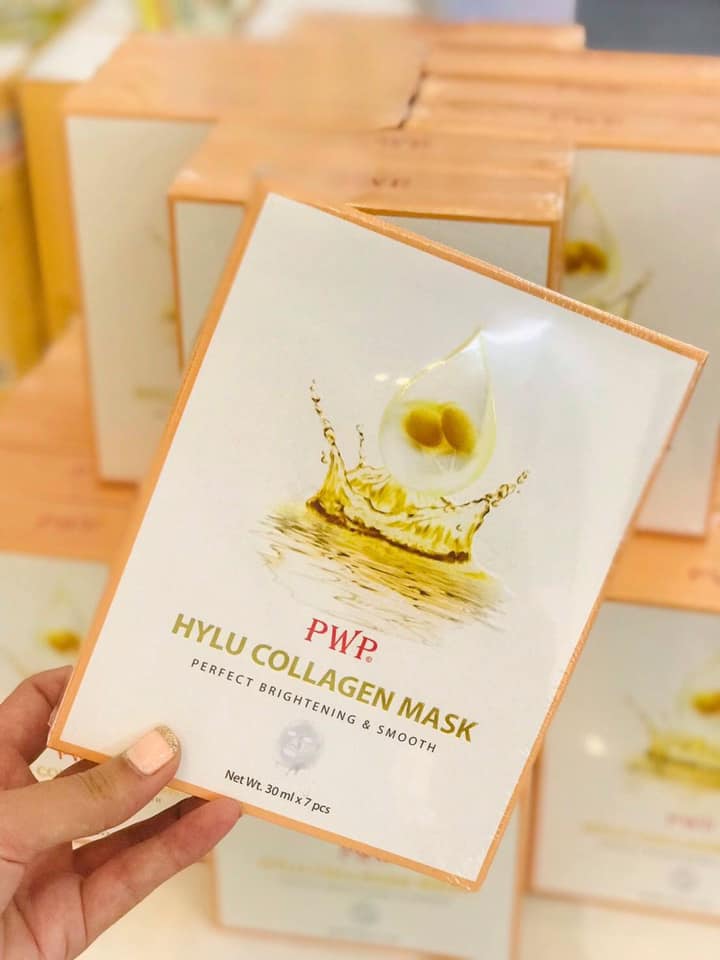 PWP®
HYLU COLLAGEN MASK
PERFECT BRIGHTENING & SMOOTH
Net Wt. 30 ml x 7 pcs